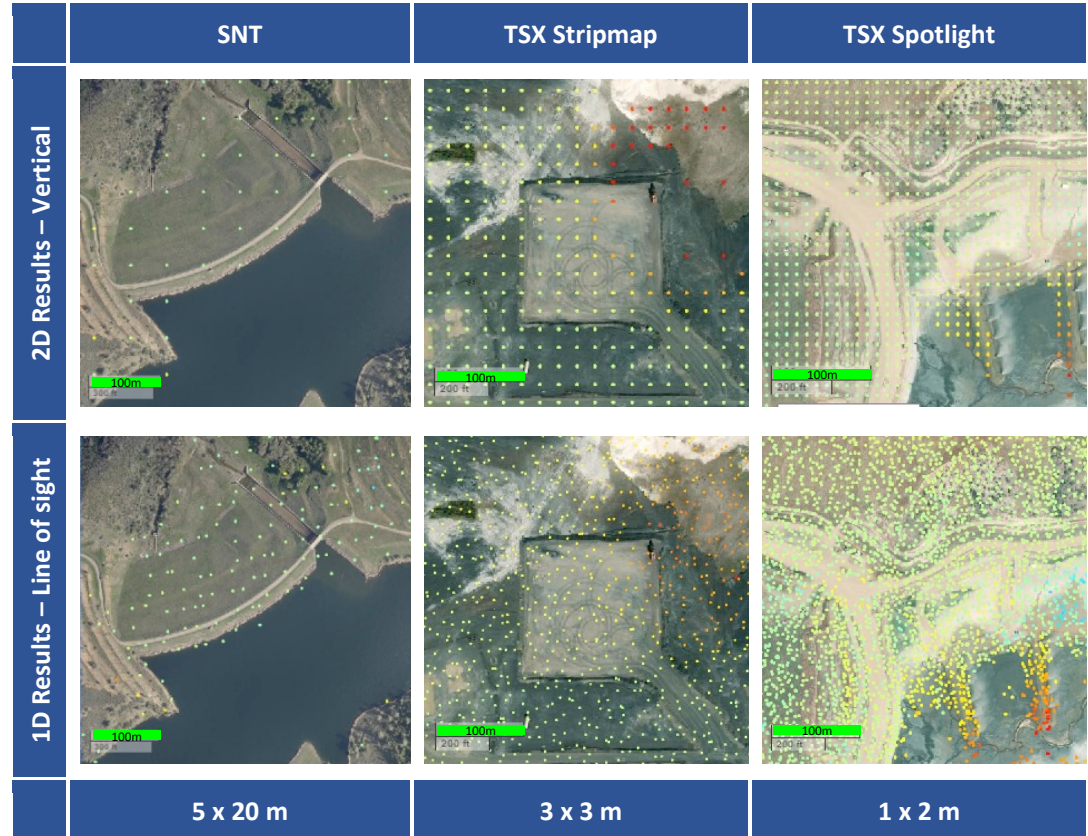 SNT
TSX Stripmap
TSX Spotlight
2D Results – Vertical
100m
300 ft
100m
200 ft
100m
200 ft
1D Results – Line of sight
100m
300 ft
100m
200 ft
100m
200 ft
5 x 20 m
3 x 3 m
1 x 2 m